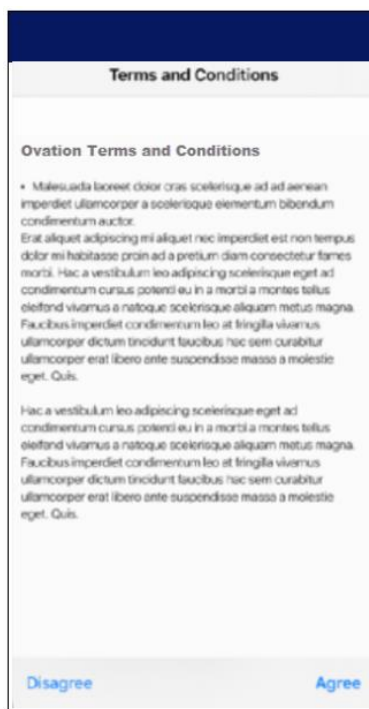 Terms and Conditions
Ovation Terms and Conditions
• Malesuada laoreet dolor cras scelerisque ad ad aenean
imperdiet ullamcorper a scelerisque elementum bibendum
condimentum auctor.
Erat aliquet adipiscing mi aliquet nec imperdiet est non tempus
dolor mi habitasse proin ad a pretium diam consectetur fames
morbi. Hac a vestibulum leo adipiscing scelerisque eget ad
condimentum cursus potenti eu in a morbi a montes tellus
eleifend vivamus a natoque scelerisque aliquam metus magna.
Faucibus imperdiet condimentum leo at fringilla vivamus
ullamcorper dictum tincidunt faucibus hac sem curabitur
ullamcorper erat libero ante suspendisse massa a molestie
eget. Quis.
Hac a vestibulum leo adipiscing scelerisque eget ad
condimentum cursus potenti eu in a morbi a montes tellus
eleifend vivamus a natoque scelerisque aliquam metus magna.
Faucibus imperdiet condimentum leo at fringilla vivamus
ullamcorper dictum tincidunt faucibus hac sem curabitur
ullamcorper erat libero ante suspendisse massa a molestie
eget. Quis.
Disagree
Agree